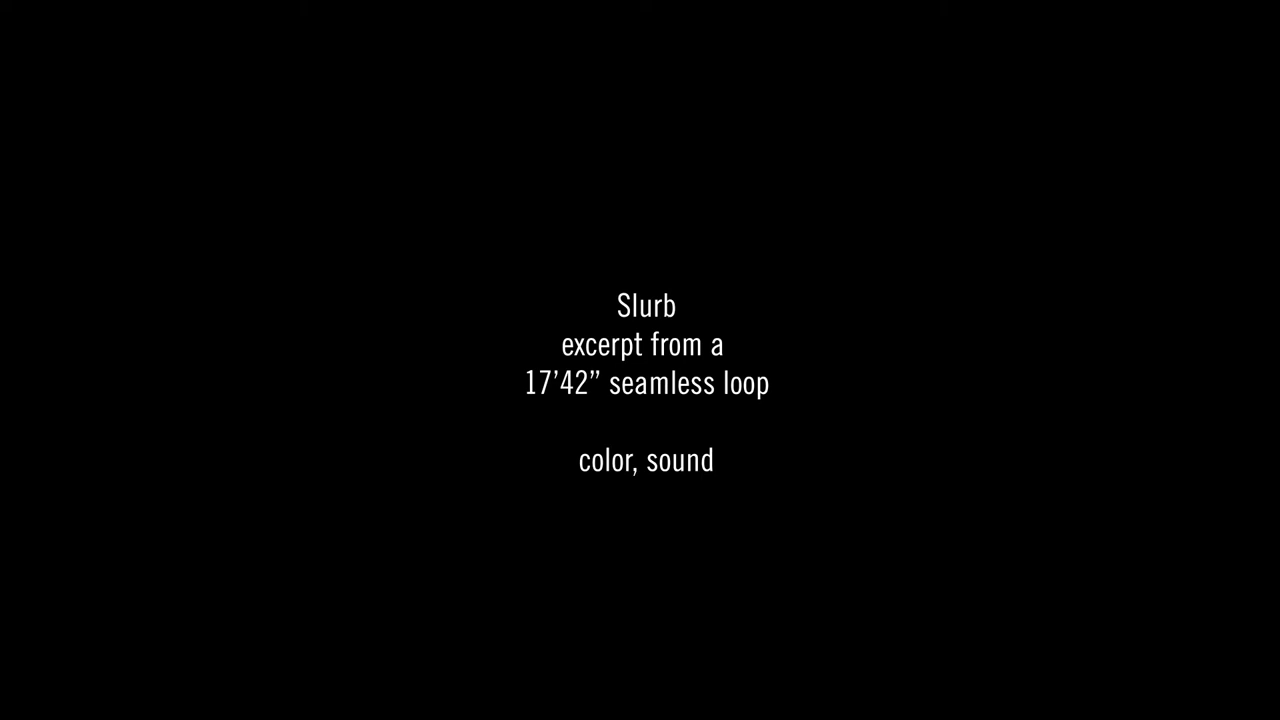 Slurb
excerpt from a
17’42” seamless loop
color, sound